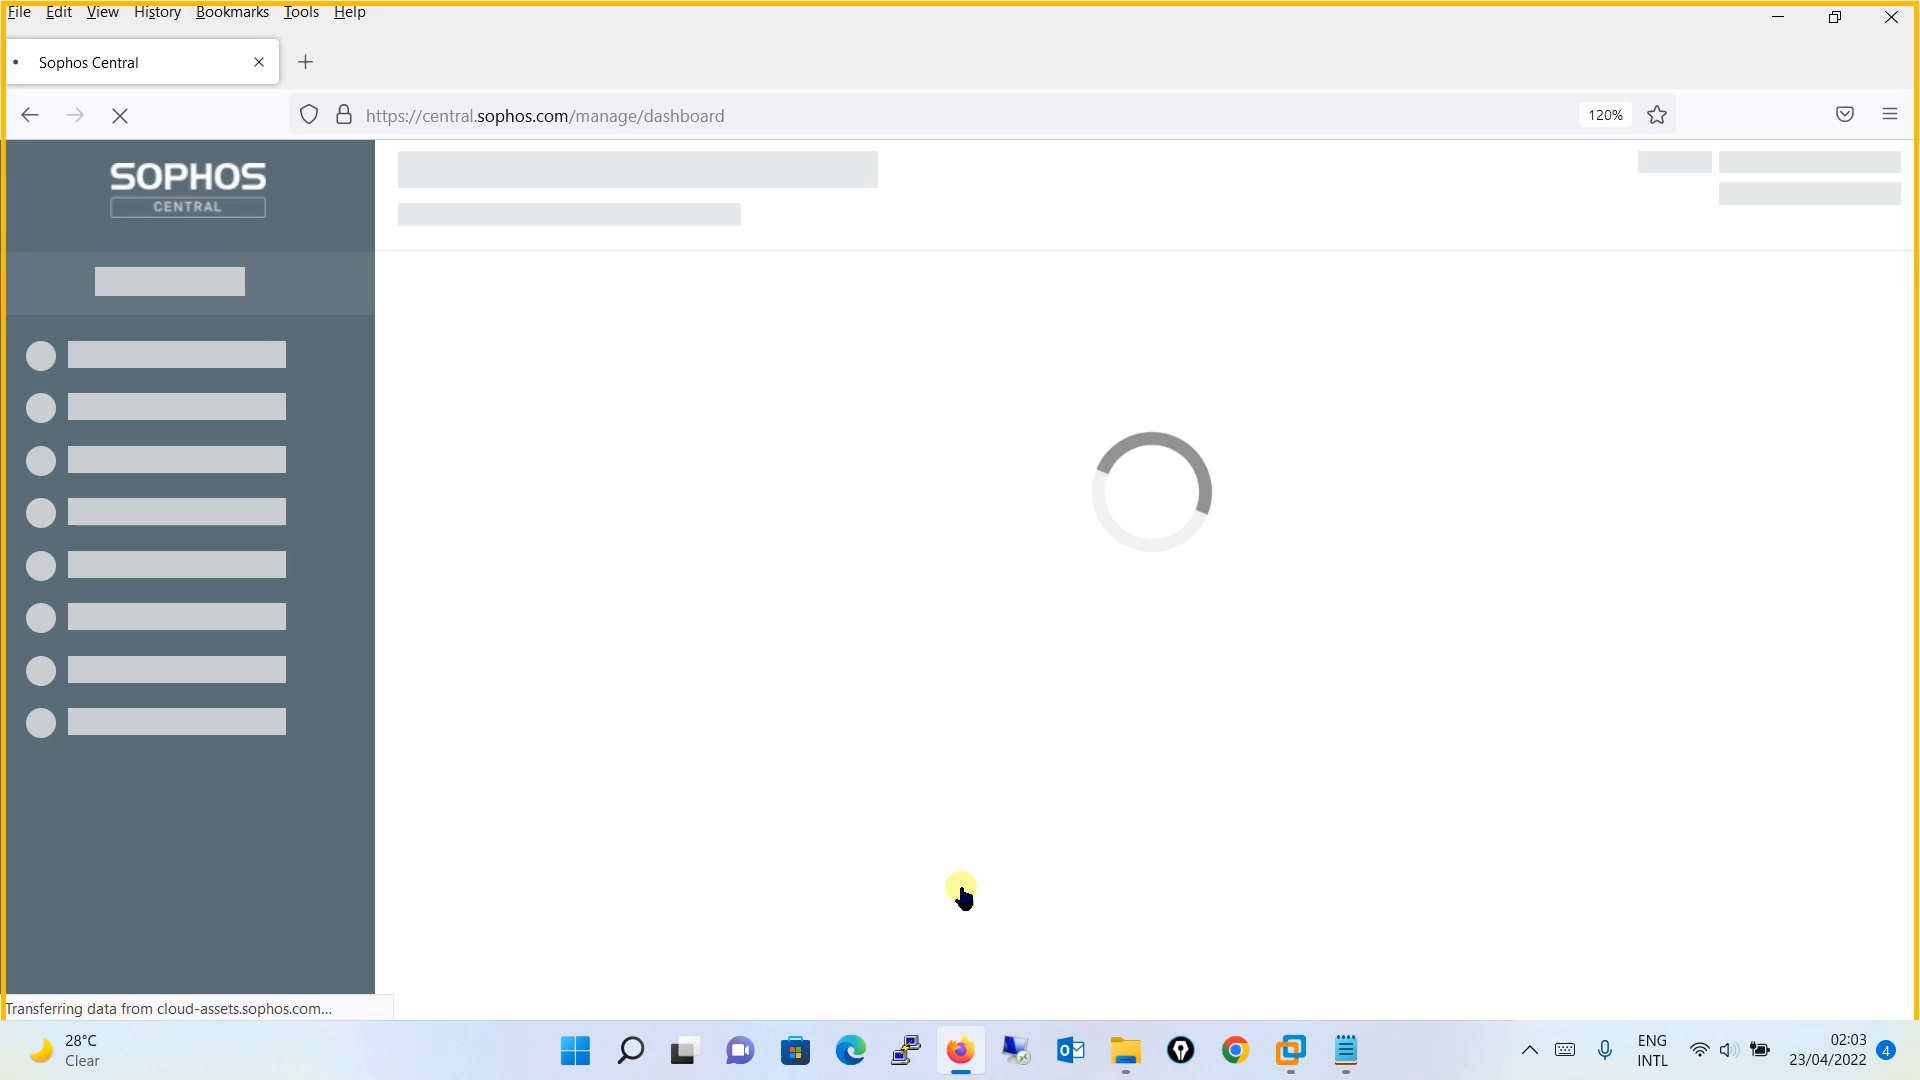 File Edit View History Bookmarks Tools Help
Sophos Central
https://central.sophos.com/manage/dashboard
120%
SOPHOS
CENTRAL
Transferring data from cloud-assets.sophos.com...
28°C
Clear
ENG
INTL
02:03
23/04/2022
4